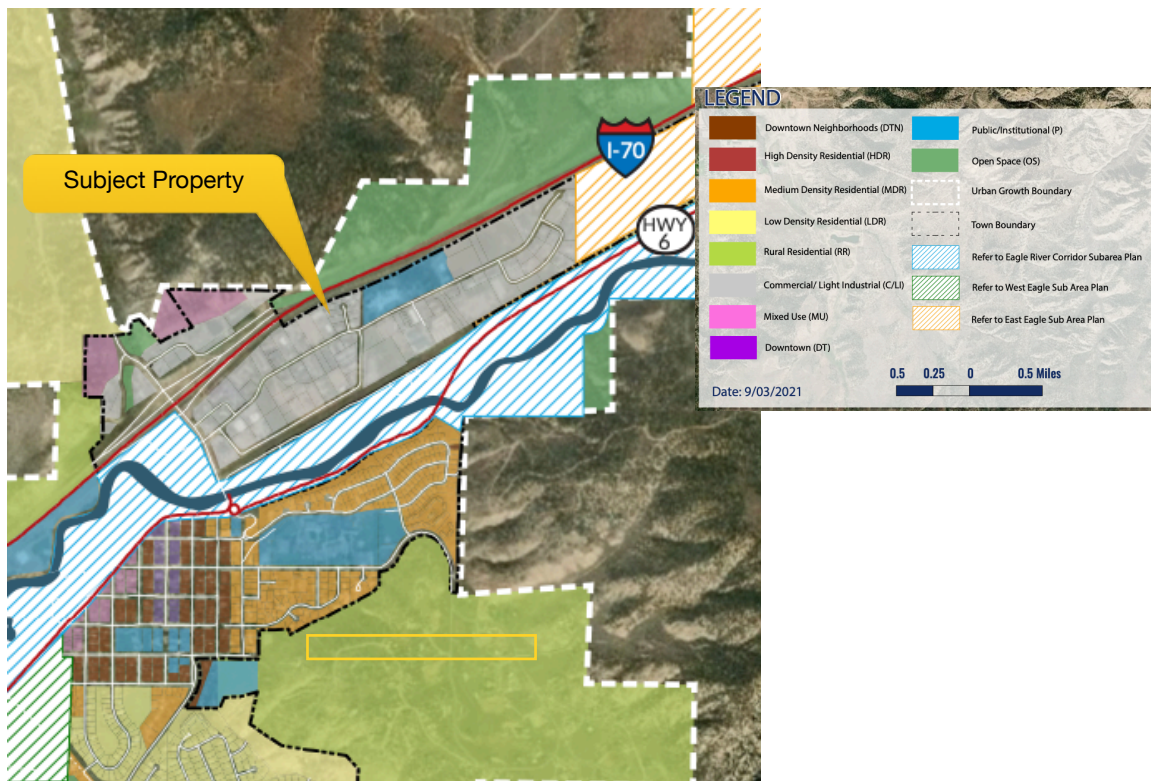 Subject Property
I-70
HWY
6
LEGEND
Downtown Neighborhoods (DTN)
High Density Residential (HDR)
Medium Density Residential (MDR)
Low Density Residential (LDR)
Rural Residential (RR)
Commercial/ Light Industrial (C/LI)
Mixed Use (MU)
Downtown (DT)
Public/Institutional (P)
Open Space (OS)
Urban Growth Boundary
Town Boundary
Refer to Eagle River Corridor Subarea Plan
Refer to West Eagle Sub Area Plan
Refer to East Eagle Sub Area Plan
0.5 0.25 0 0.5 Miles
Date: 9/03/2021